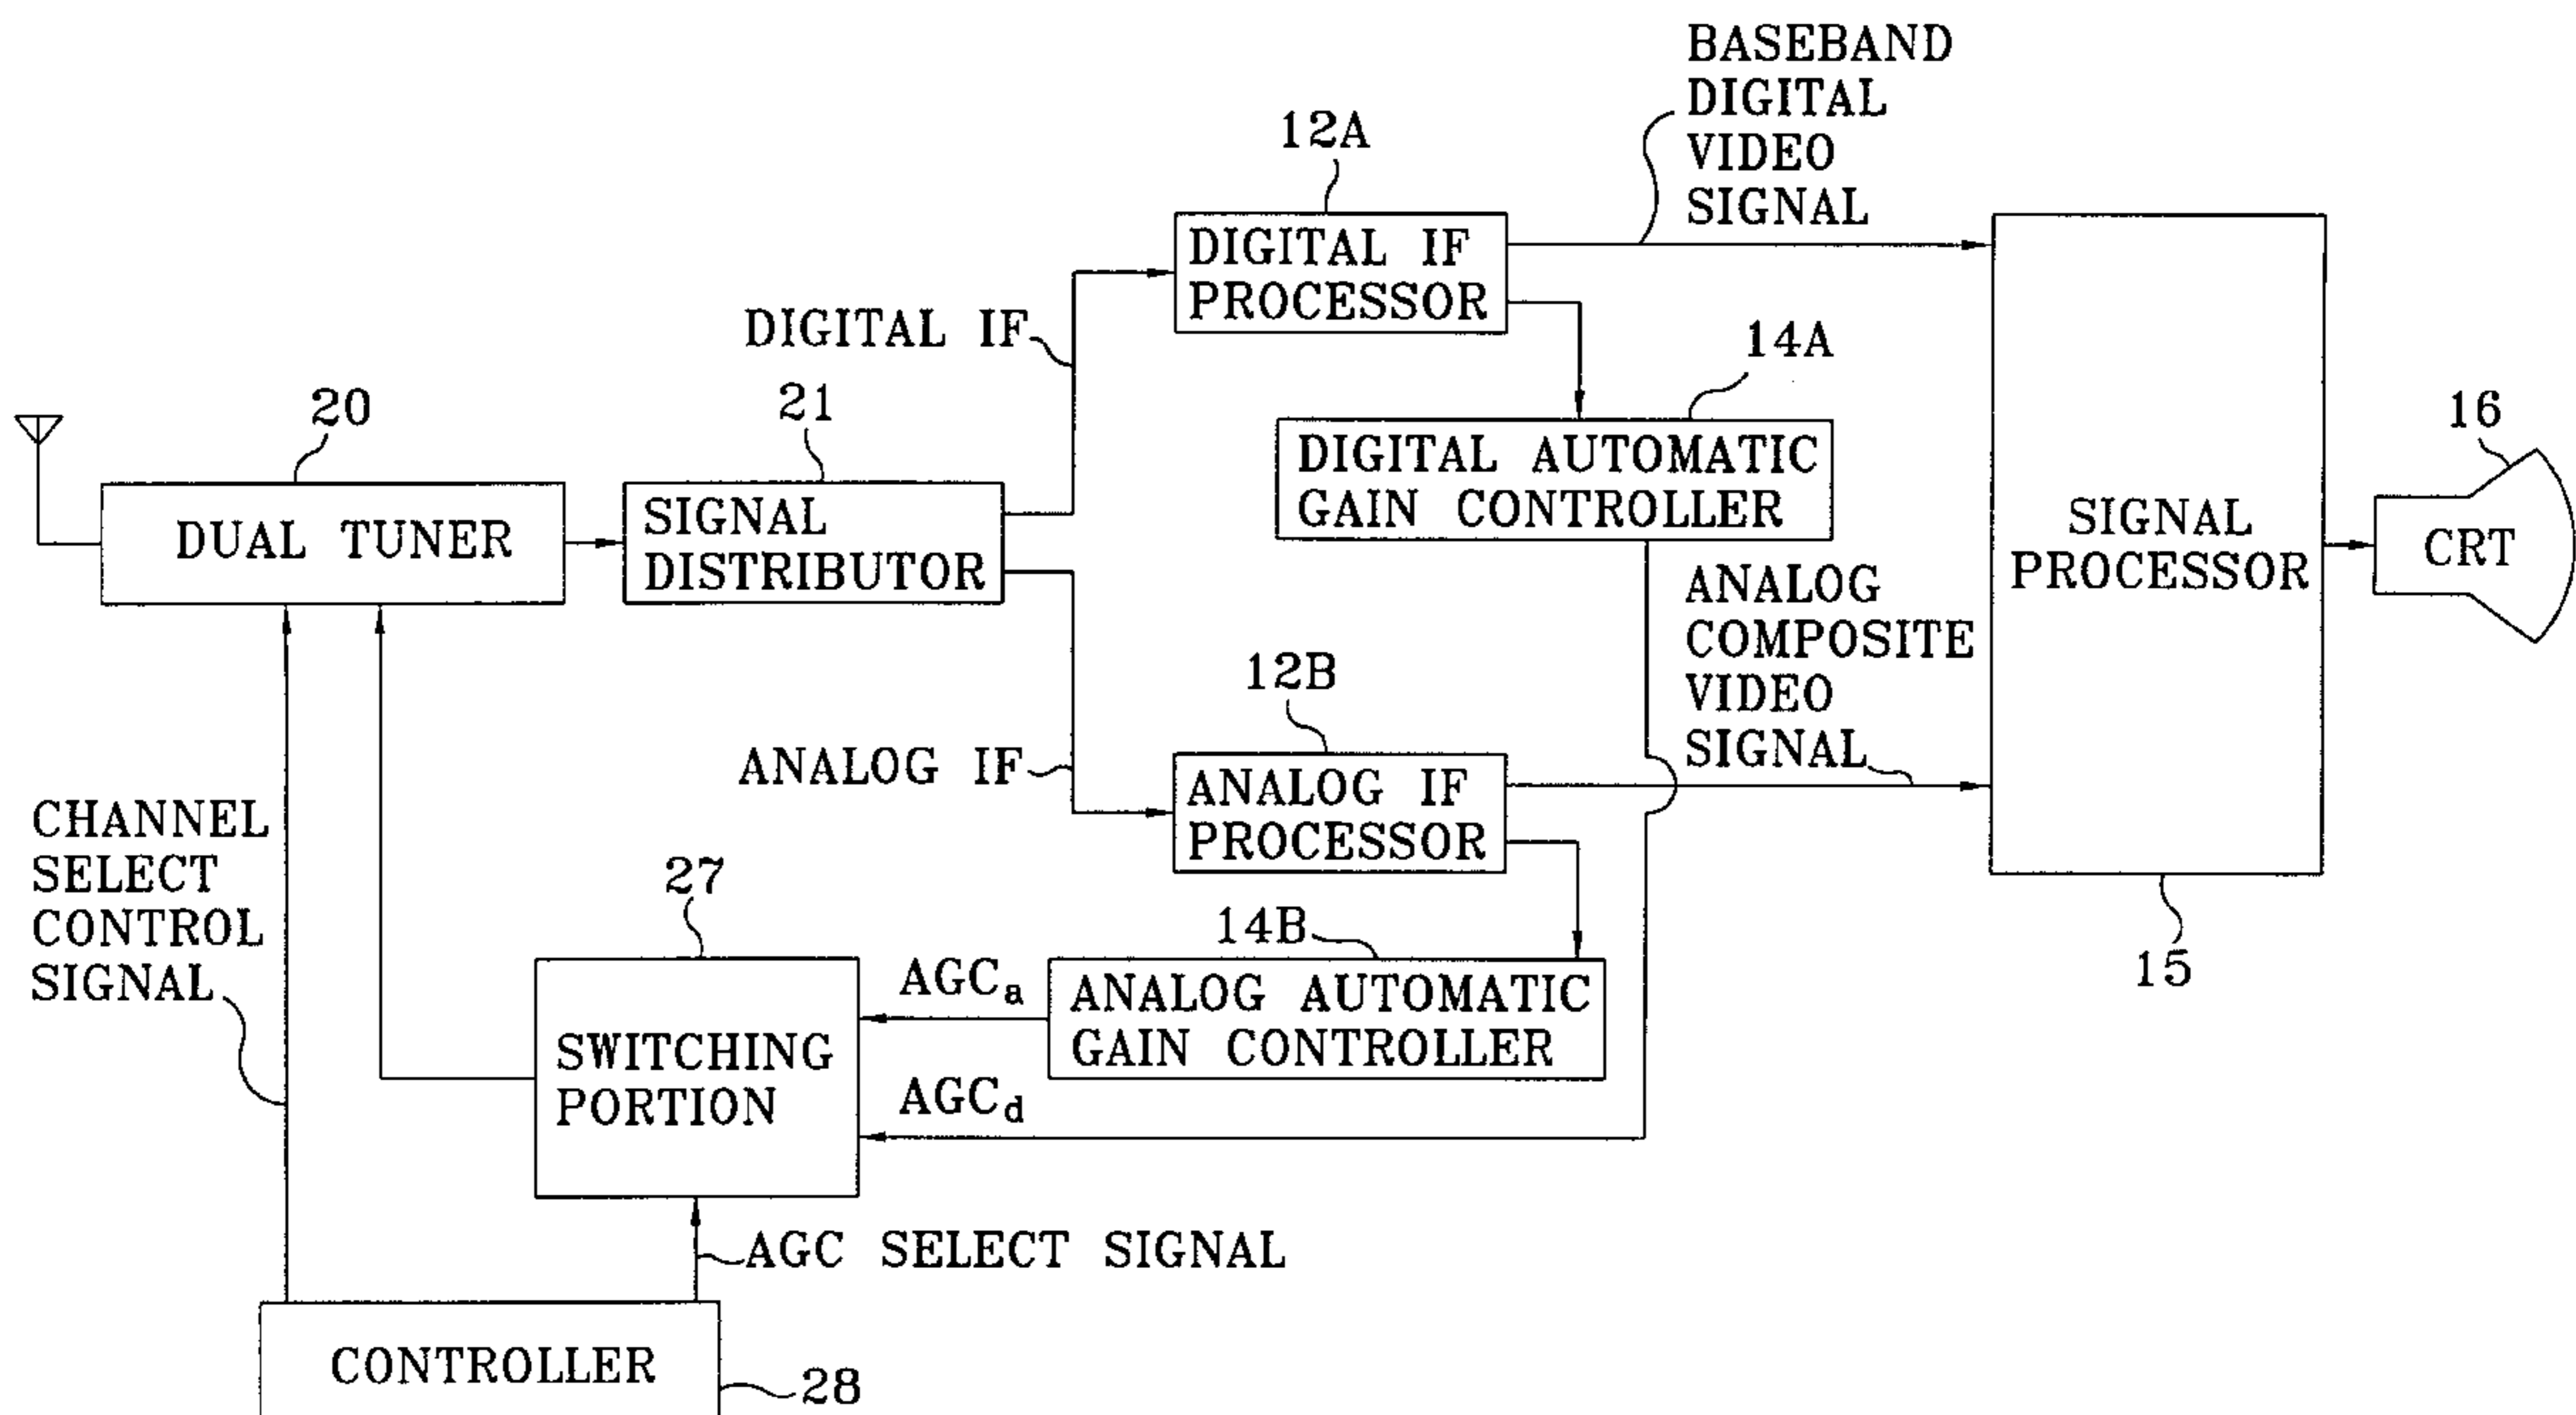 BASEBAND
DIGITAL
VIDEO
SIGNAL
12A
DIGITAL IF
PROCESSOR
DIGITAL IF
14A
DIGITAL AUTOMATIC
GAIN CONTROLLER
20
DUAL TUNER
21
SIGNAL
DISTRIBUTOR
SIGNAL
PROCESSOR
15
16
CRT
ANALOG
COMPOSITE
VIDEO
SIGNAL
12B
ANALOG IF
PROCESSOR
ANALOG IF
CHANNEL
SELECT
CONTROL
SIGNAL
27
SWITCHING
PORTION
14B
ANALOG AUTOMATIC
GAIN CONTROLLER
AGCa
AGCd
AGC SELECT SIGNAL
CONTROLLER
28